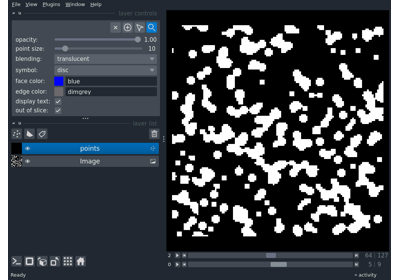 File View Plugins Window Help
layer controls
opacity: 1.00
point size: 10
blending: translucent
symbol: disc
face color: blue
edge color: dimgrey
display text:
out of slice:
layer list
points
Image
2 64 127
0 5 9
Ready activity